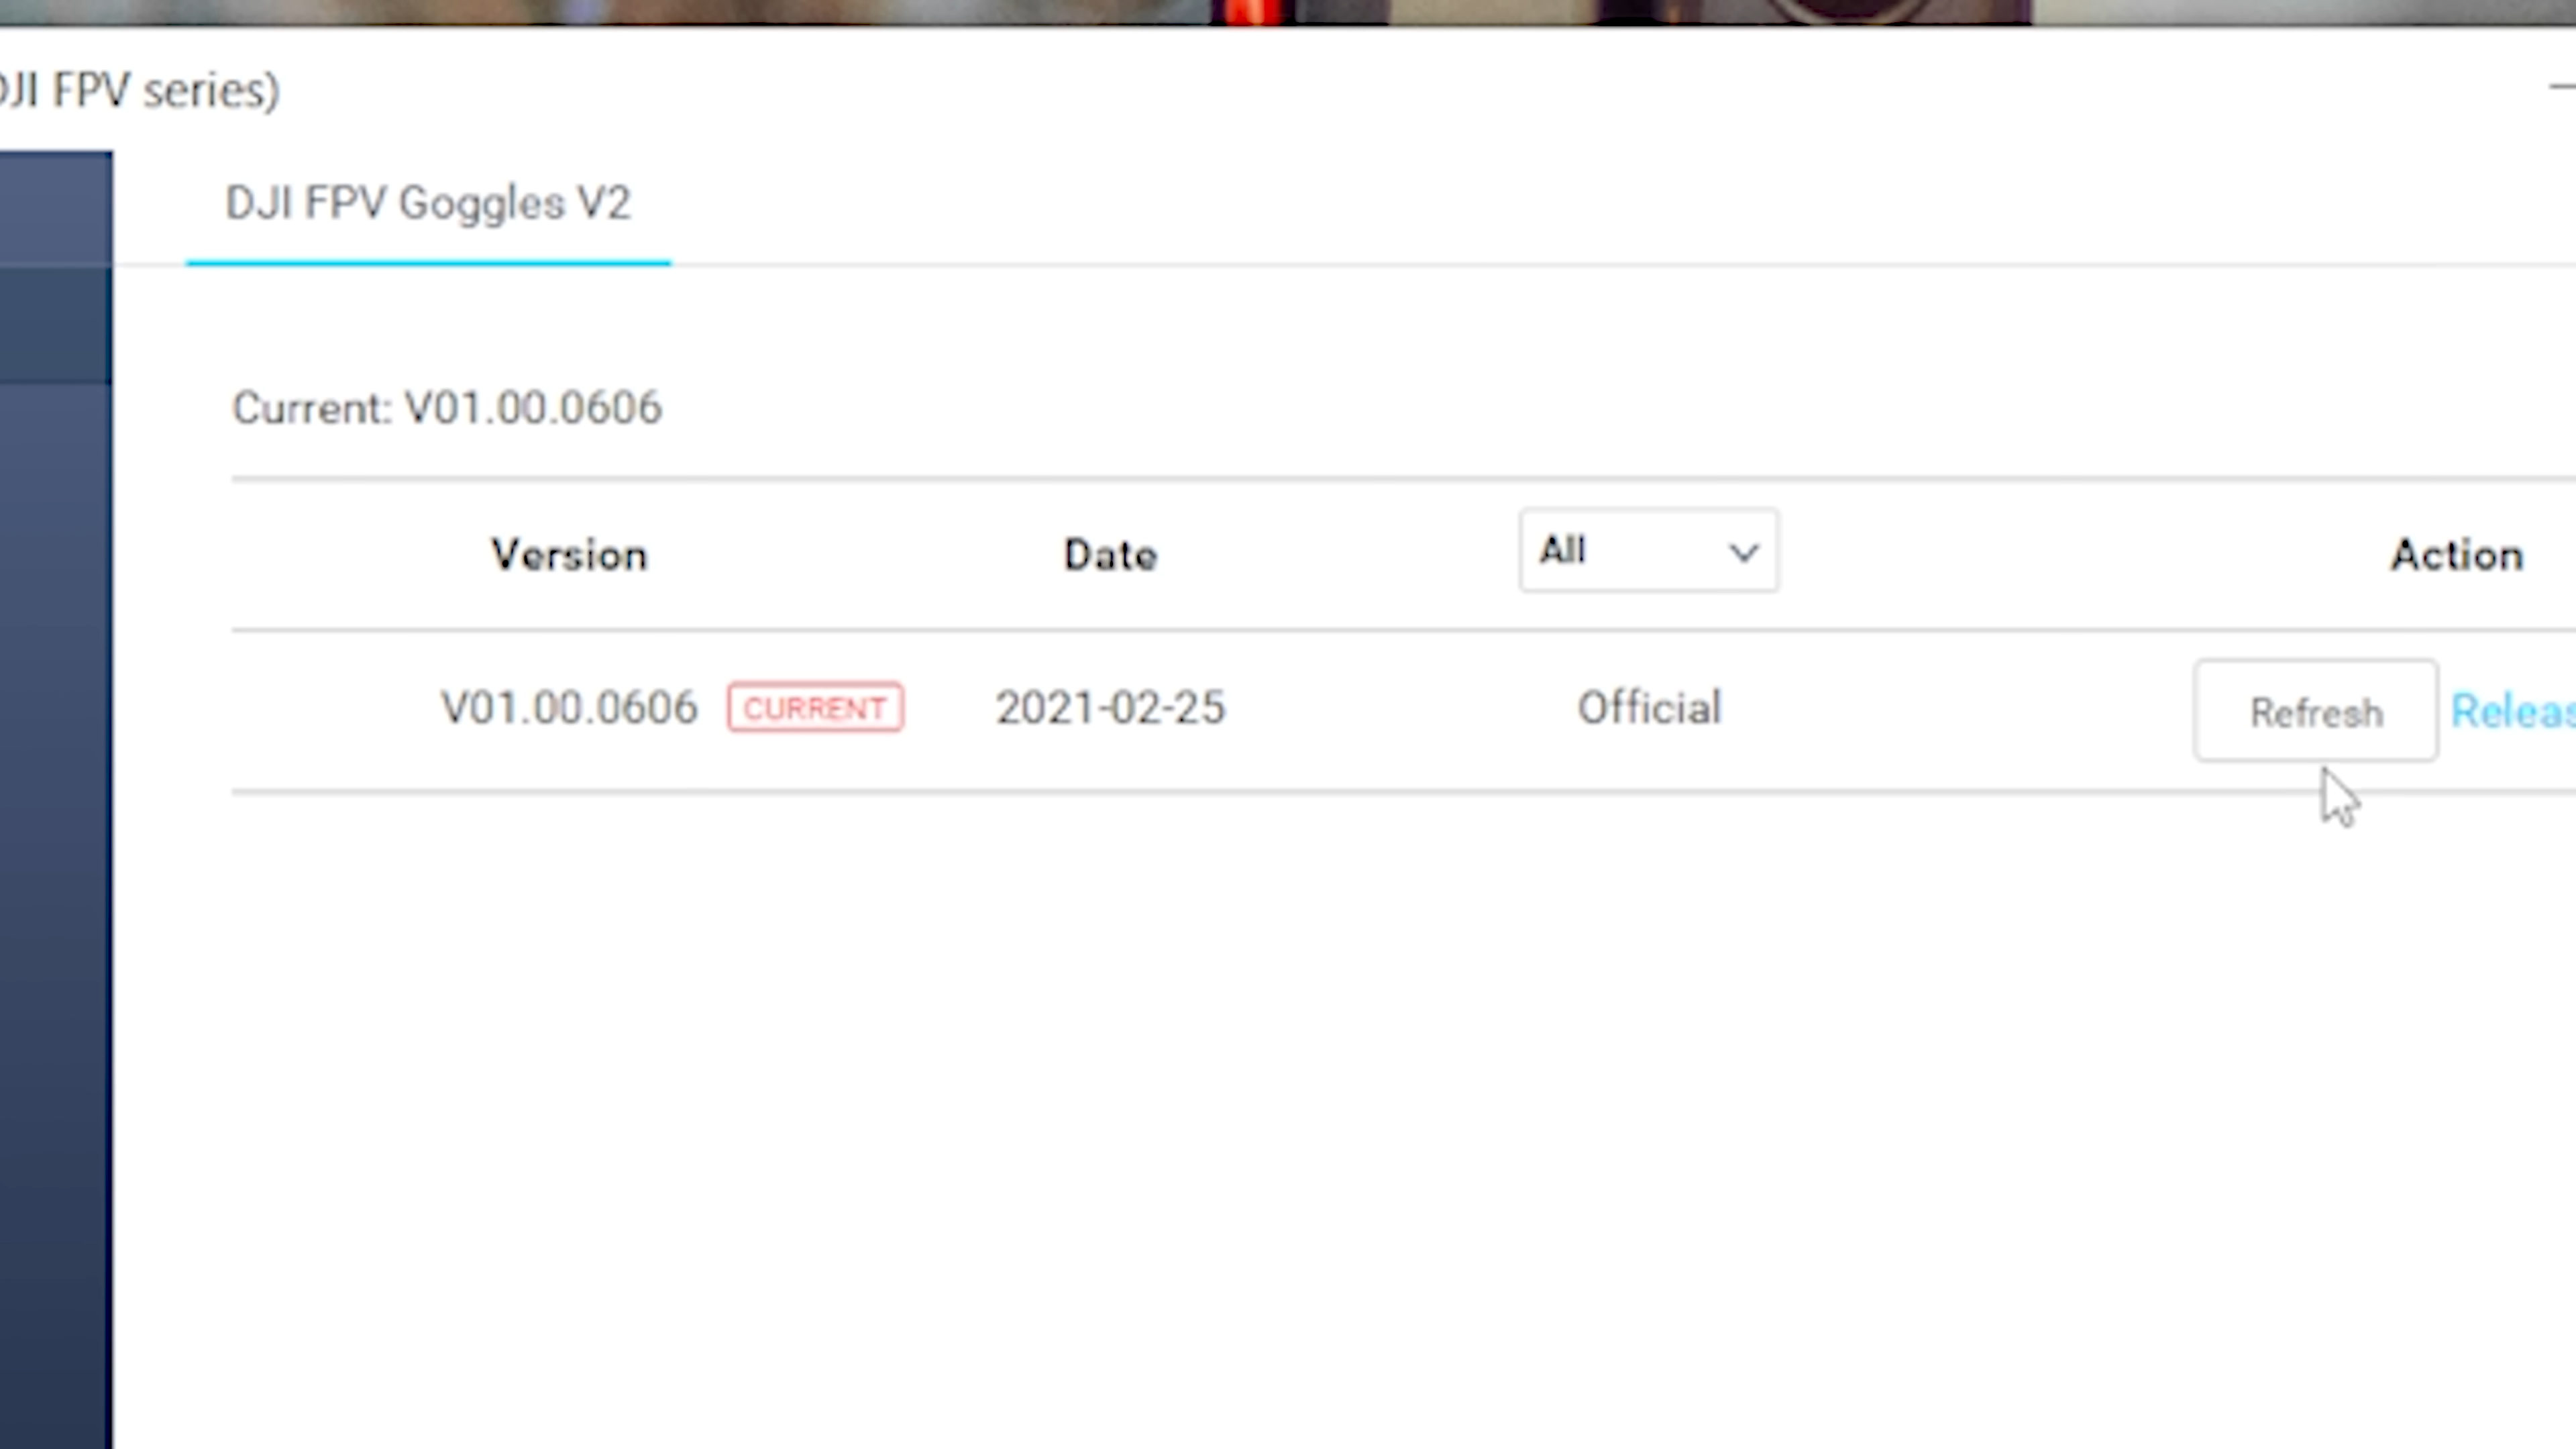 DJI FPV series)
DJI FPV Goggles V2
Current: V01.00.0606
Version Date All Action
V01.00.0606 CURRENT 2021-02-25 Official Refresh Releas